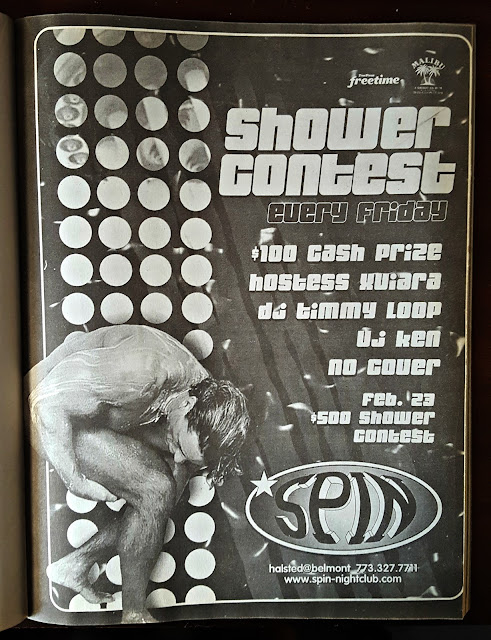 freetime
MALIBU
Shower
Contest
every Friday
$100 Cash Prize
Hostess Xviara
DJ Timmy Loop
VJ Ken
No Cover
Feb. 23
$500 Shower
Contest
SPIN
halsted@belmont 773.327.7711
www.spin-nightclub.com